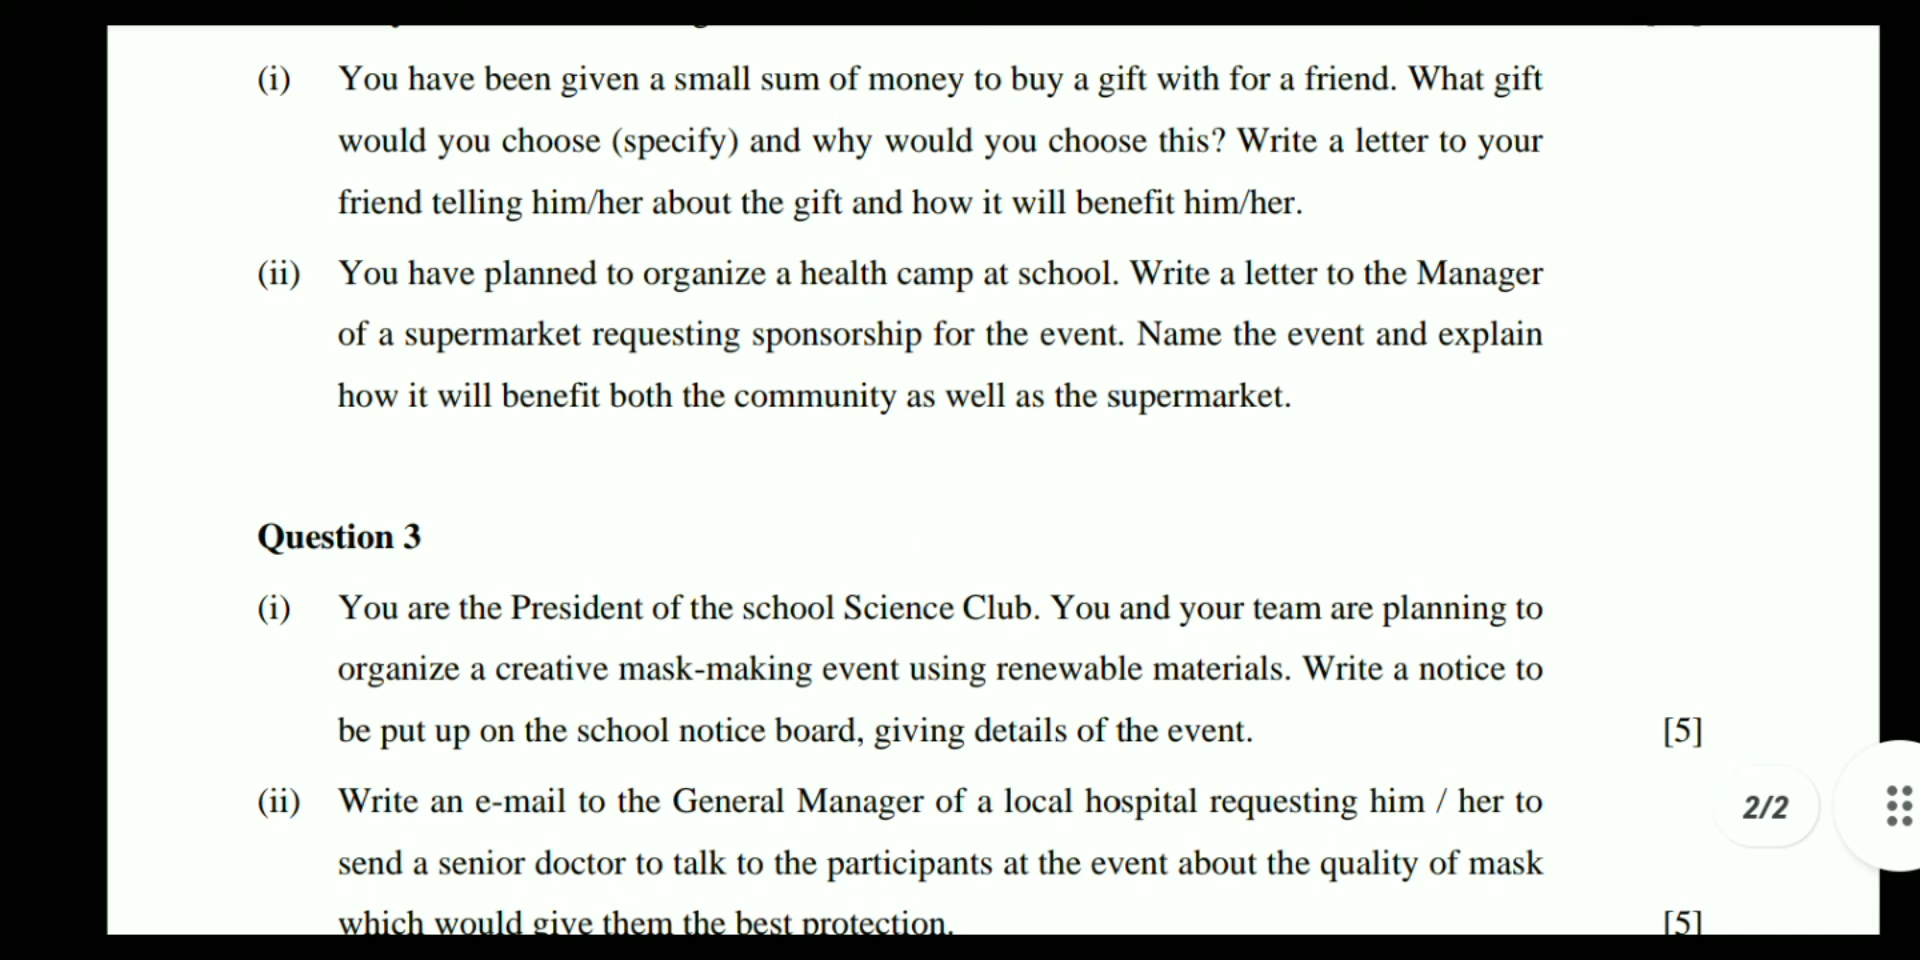 (i) You have been given a small sum of money to buy a gift with for a friend. What gift
would you choose (specify) and why would you choose this? Write a letter to your
friend telling him/her about the gift and how it will benefit him/her.
(ii) You have planned to organize a health camp at school. Write a letter to the Manager
of a supermarket requesting sponsorship for the event. Name the event and explain
how it will benefit both the community as well as the supermarket.
Question 3
(i) You are the President of the school Science Club. You and your team are planning to
organize a creative mask-making event using renewable materials. Write a notice to
be put up on the school notice board, giving details of the event. [5]
(ii) Write an e-mail to the General Manager of a local hospital requesting him / her to
2/2
send a senior doctor to talk to the participants at the event about the quality of mask
which would give them the best protection. [5]